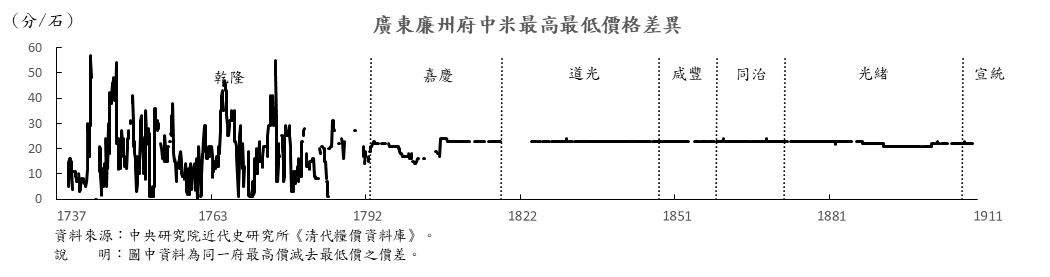 廣東廉州府中米最高最低價格差異
（分/石）
60
50
40
30
20
10
0
乾隆 嘉慶 道光 咸豐 同治 光緒 宣統
1737 1763 1792 1822 1851 1881 1911
資料來源：中央研究院近代史研究所《清代糧價資料庫》。
說　　明：圖中資料為同一府最高價減去最低價之價差。